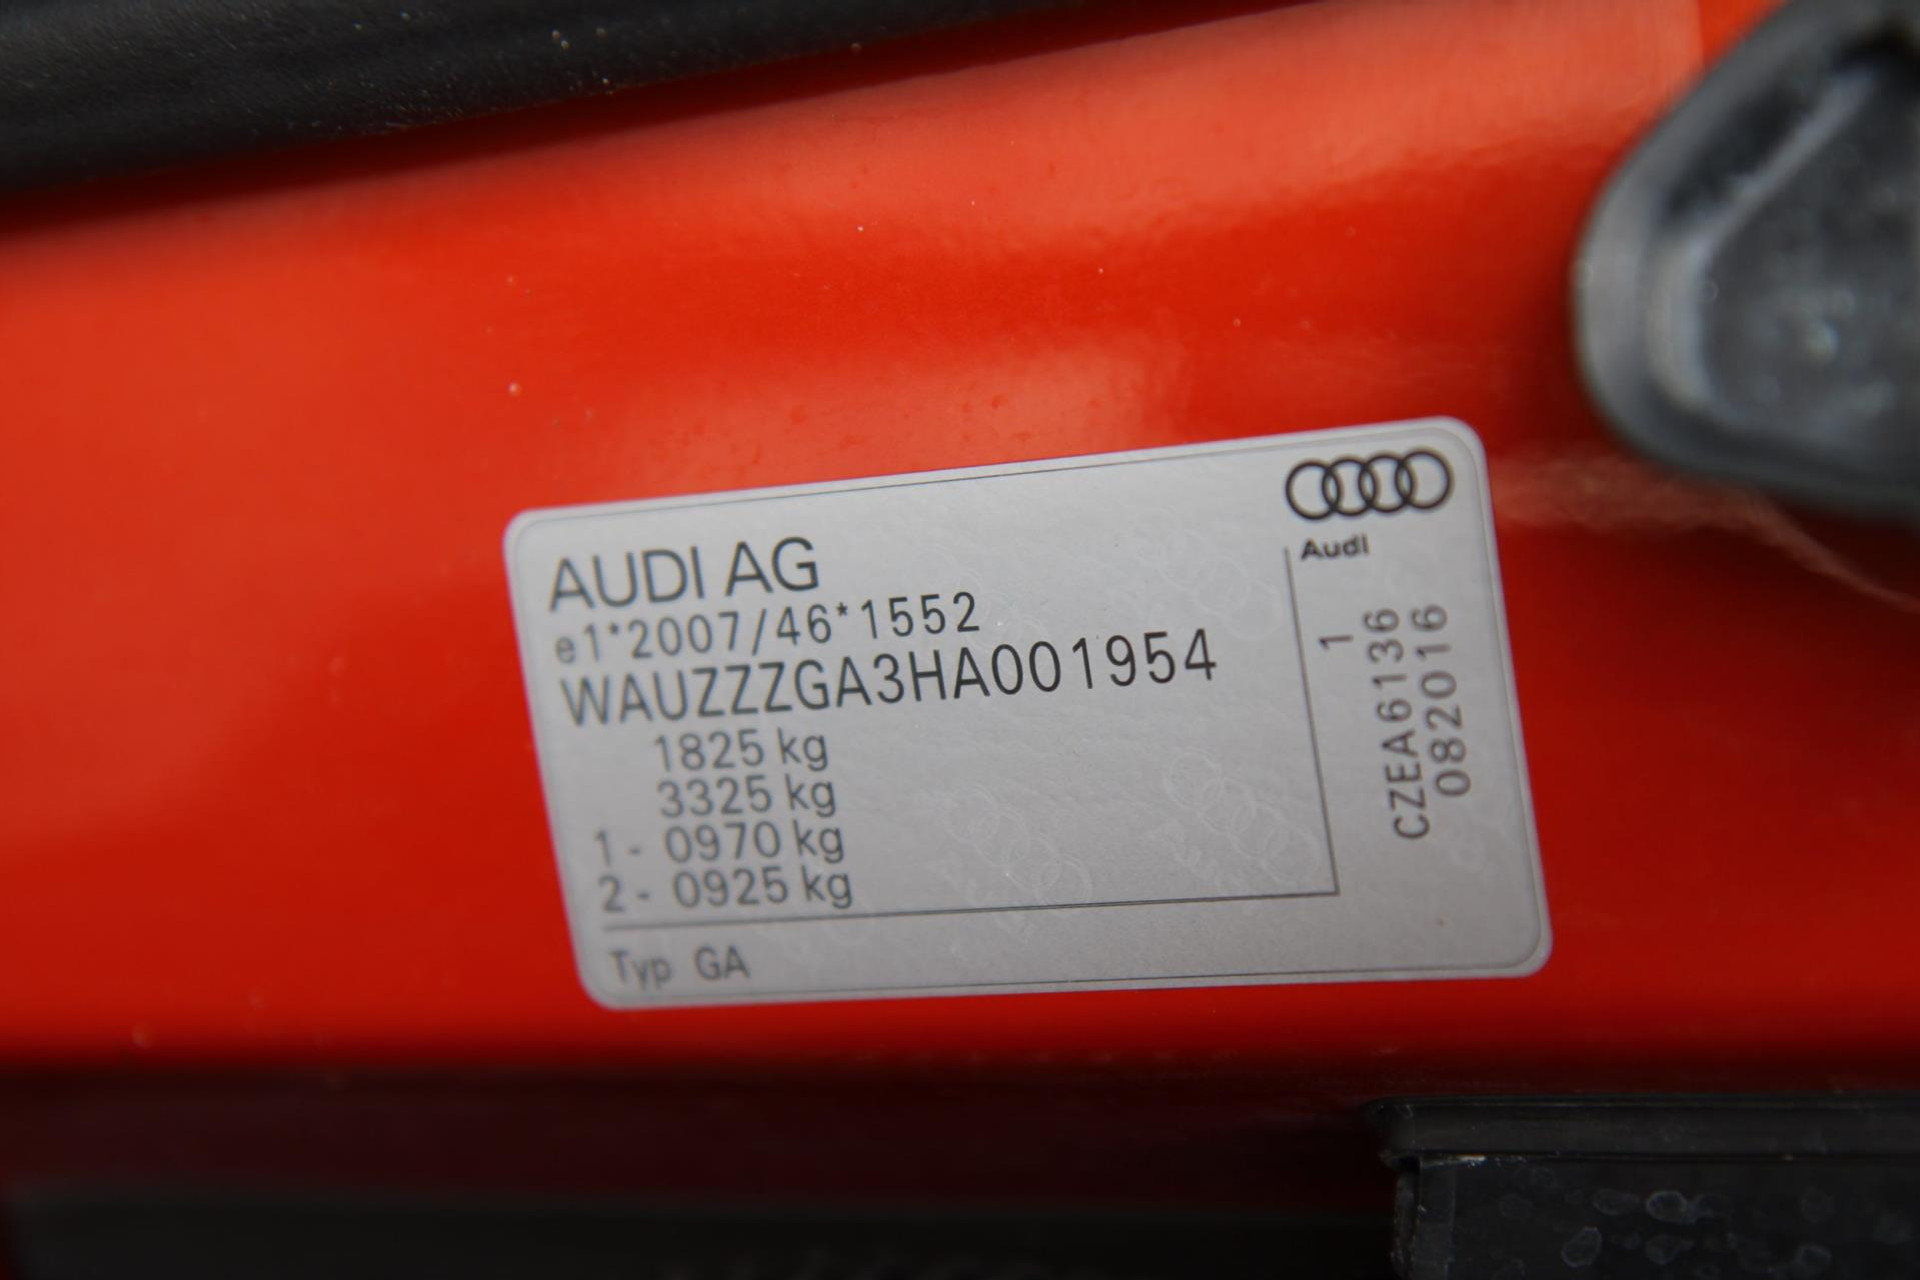 AUDI AG
e1*2007/46*1552
WAUZZZGA3HA001954
1825 kg
3325 kg
1 - 0970 kg
2 - 0925 kg
Typ GA
Audi
1
CZEA6136
082016